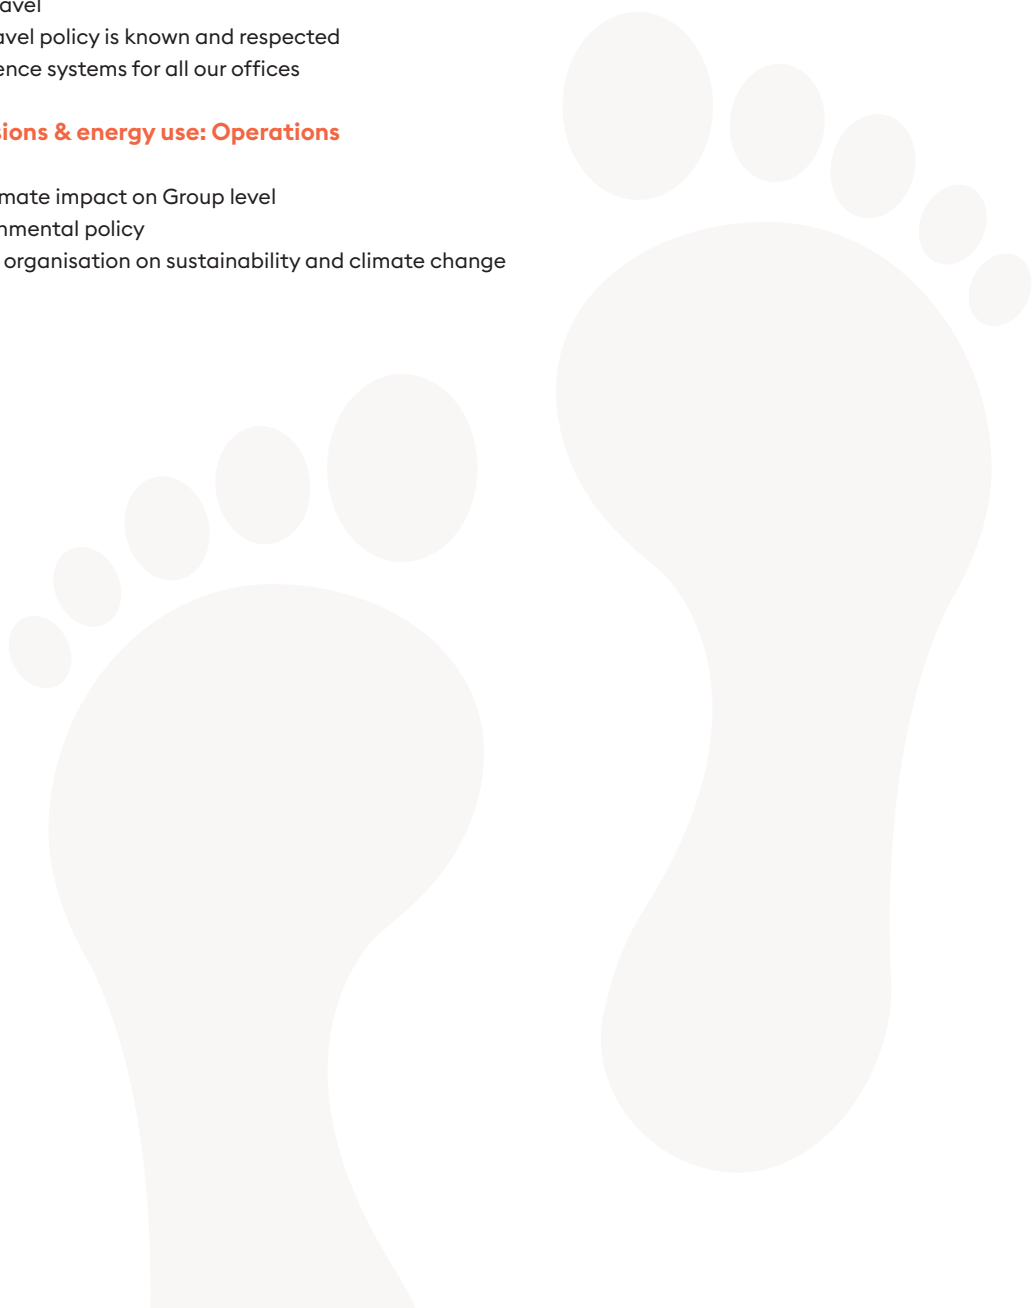 avel
avel policy is known and respected
ence systems for all our offices
sions & energy use: Operations
mate impact on Group level
nmental policy
organisation on sustainability and climate change